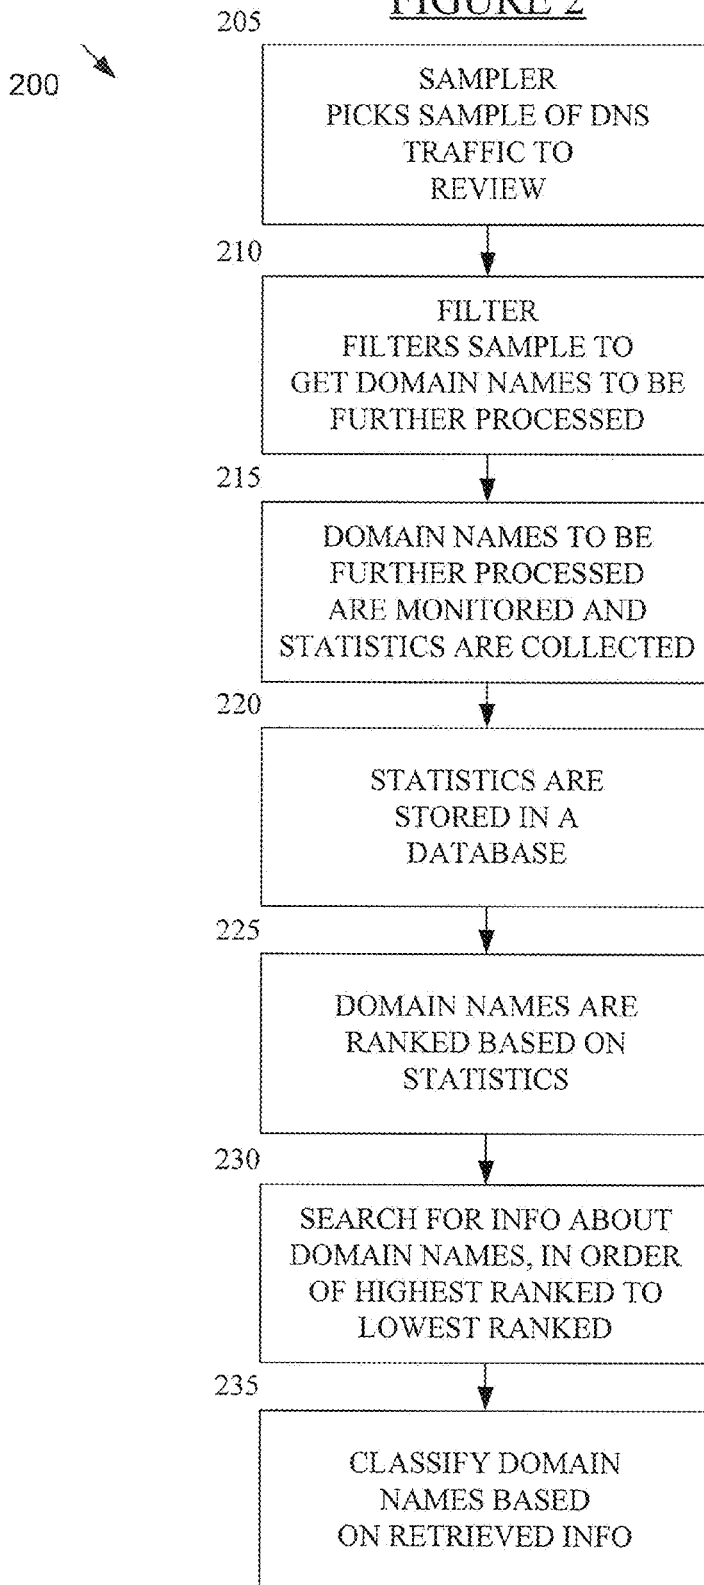 FIGURE 2
205
200
SAMPLER
PICKS SAMPLE OF DNS
TRAFFIC TO
REVIEW
210
FILTER
FILTERS SAMPLE TO
GET DOMAIN NAMES TO BE
FURTHER PROCESSED
215
DOMAIN NAMES TO BE
FURTHER PROCESSED
ARE MONITORED AND
STATISTICS ARE COLLECTED
220
STATISTICS ARE
STORED IN A
DATABASE
225
DOMAIN NAMES ARE
RANKED BASED ON
STATISTICS
230
SEARCH FOR INFO ABOUT
DOMAIN NAMES, IN ORDER
OF HIGHEST RANKED TO
LOWEST RANKED
235
CLASSIFY DOMAIN
NAMES BASED
ON RETRIEVED INFO